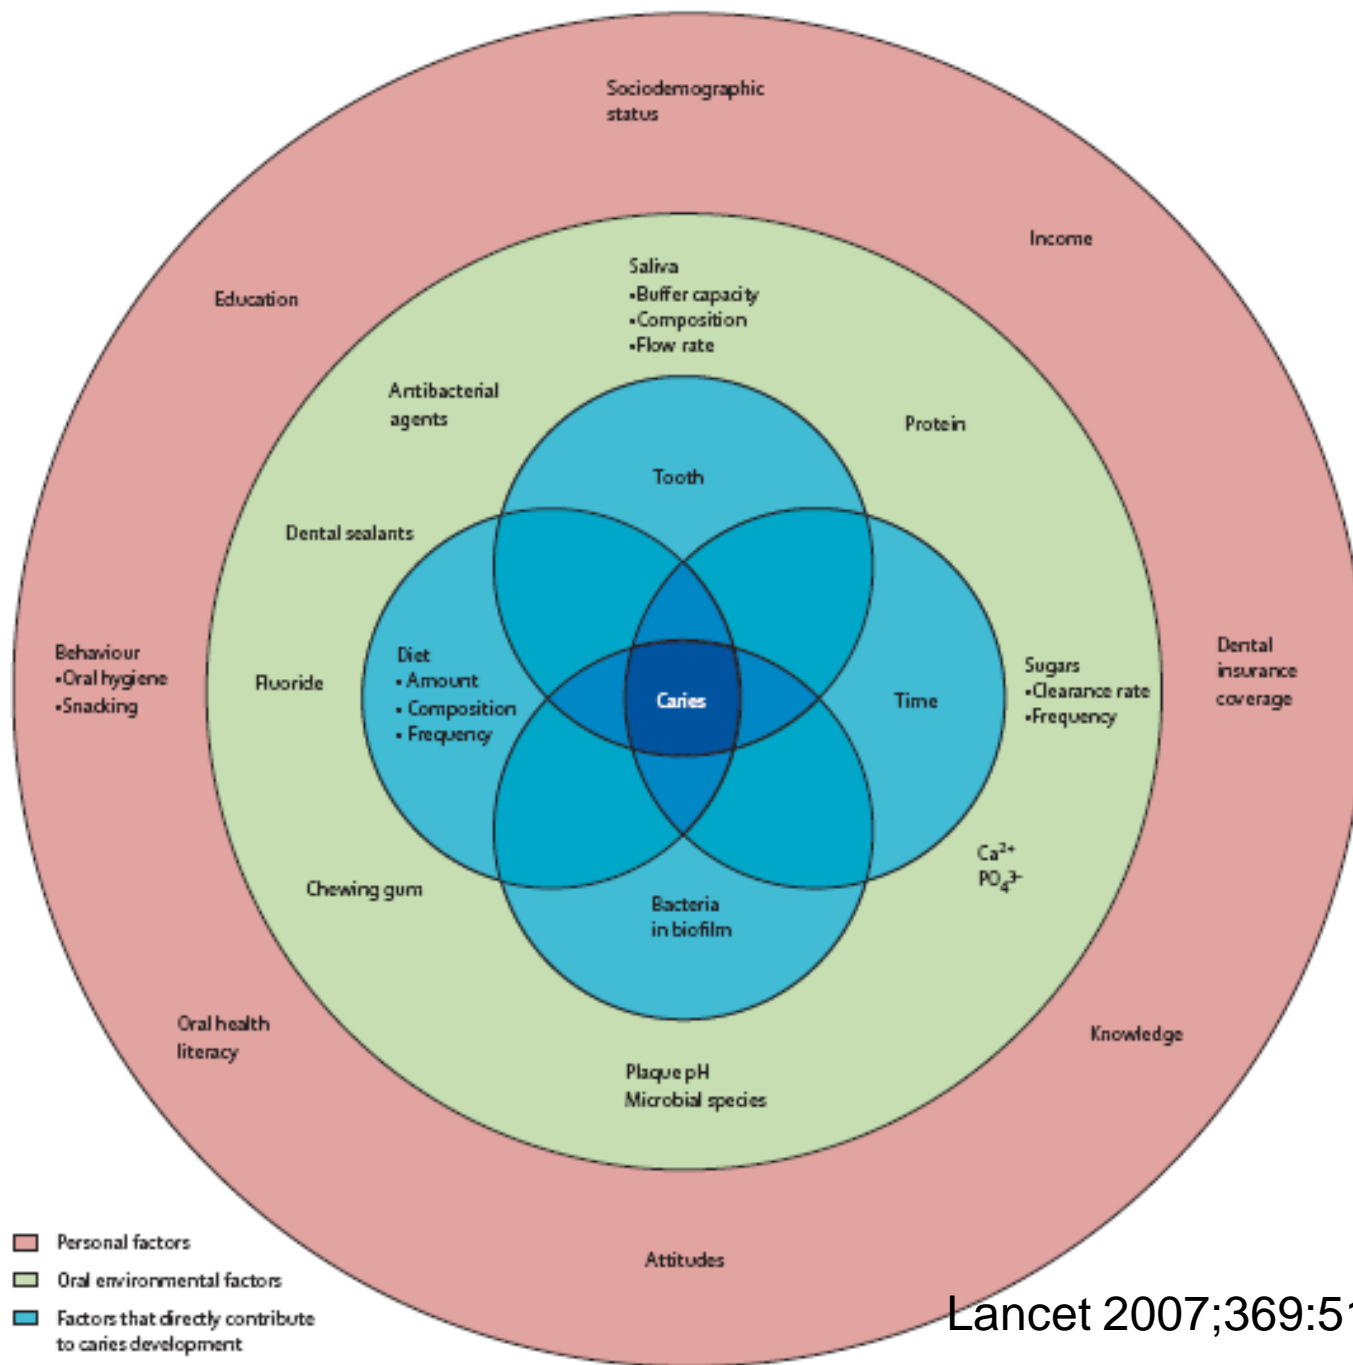 Sociodemographic
status
Income
Education
Saliva
•Buffer capacity
•Composition
•Flow rate
Antibacterial
agents
Protein
Tooth
Dental sealants
Behaviour
•Oral hygiene
•Snacking
Fluoride
Diet
• Amount
• Composition
• Frequency
Caries
Time
Sugars
•Clearance rate
•Frequency
Dental
insurance
coverage
Chewing gum
Bacteria
in biofilm
Ca²⁺
PO₄³⁻
Oral health
literacy
Knowledge
Plaque pH
Microbial species
Attitudes
Personal factors
Oral environmental factors
Factors that directly contribute
to caries development
Lancet 2007;369:51